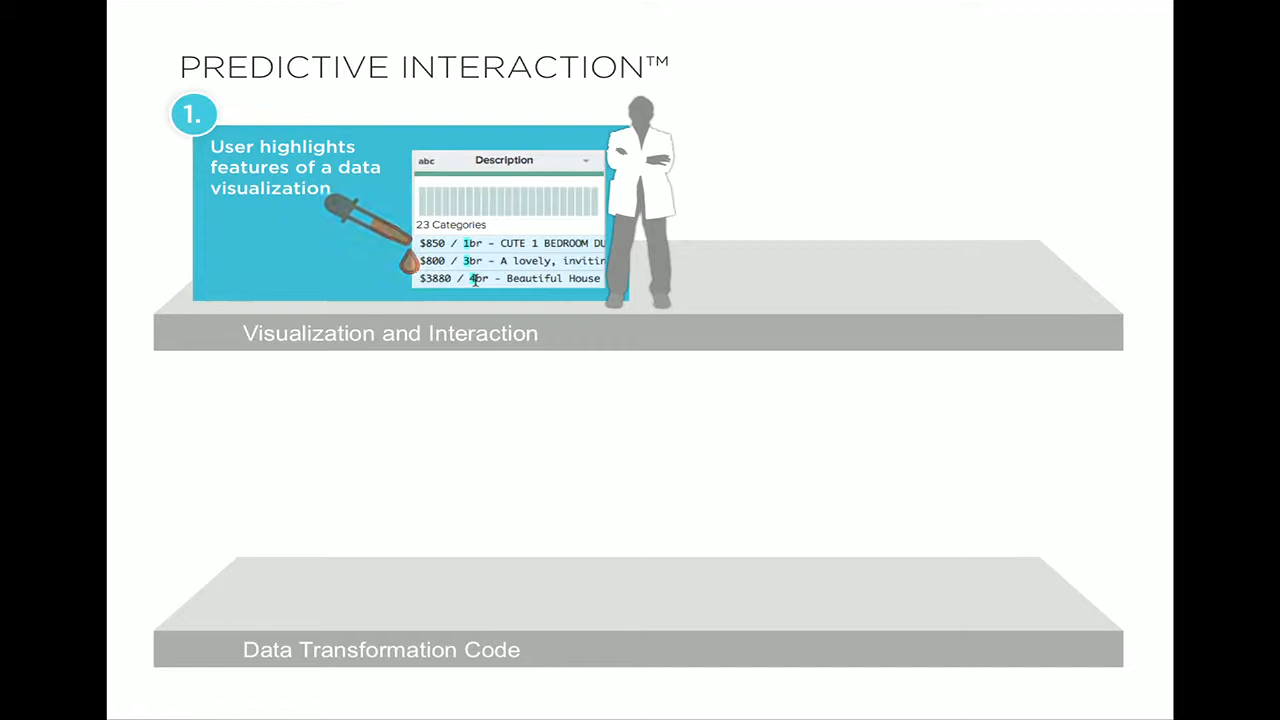 PREDICTIVE INTERACTION™
1.
User highlights
features of a data
visualization
abc Description
23 Categories
$850 / 1br – CUTE 1 BEDROOM DU
$800 / 3br – A lovely, invitin
$3880 / 4br - Beautiful House
Visualization and Interaction
Data Transformation Code